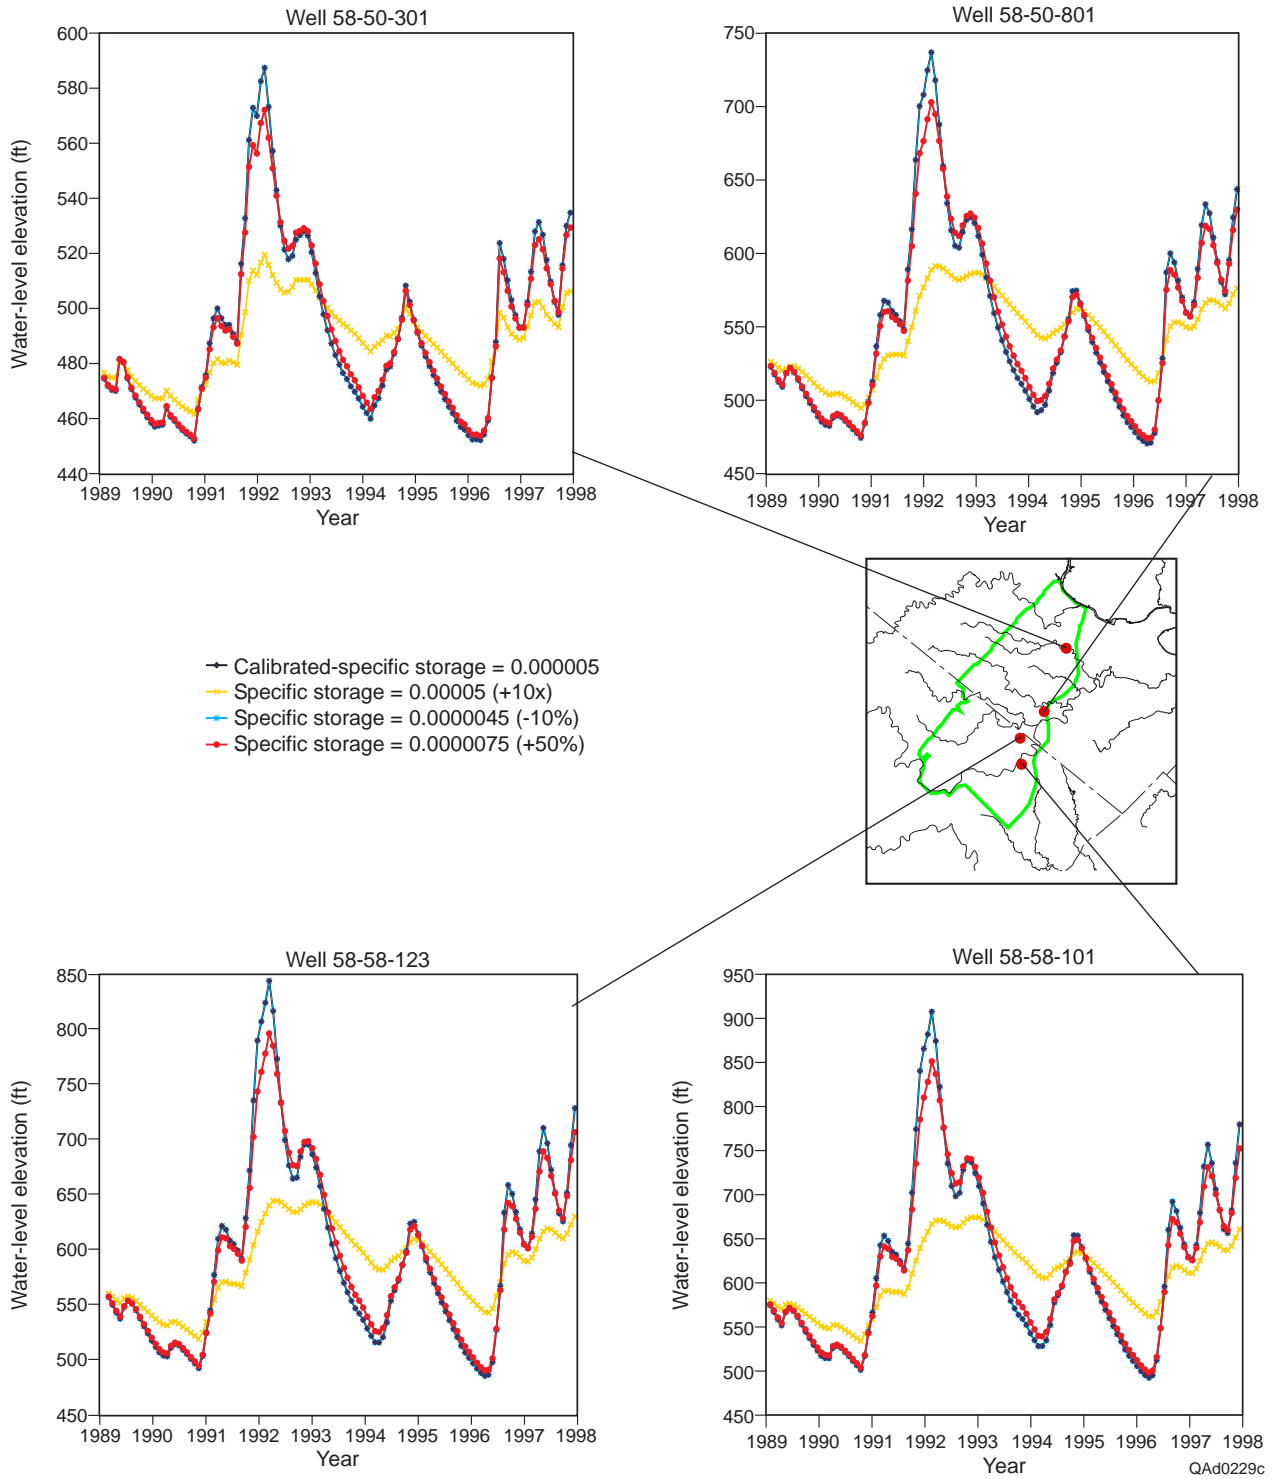 Well 58-50-301
600
580
560
540
520
500
480
460
440
Water-level elevation (ft)
1989 1990 1991 1992 1993 1994 1995 1996 1997 1998
Year
Well 58-50-801
750
700
650
600
550
500
450
1989 1990 1991 1992 1993 1994 1995 1996 1997 1998
Year
Calibrated-specific storage = 0.000005
Specific storage = 0.00005 (+10x)
Specific storage = 0.0000045 (-10%)
Specific storage = 0.0000075 (+50%)
Well 58-58-123
850
800
750
700
650
600
550
500
450
Water-level elevation (ft)
1989 1990 1991 1992 1993 1994 1995 1996 1997 1998
Year
Well 58-58-101
950
900
850
800
750
700
650
600
550
500
450
Water-level elevation (ft)
1989 1990 1991 1992 1993 1994 1995 1996 1997 1998
Year
QAd0229c